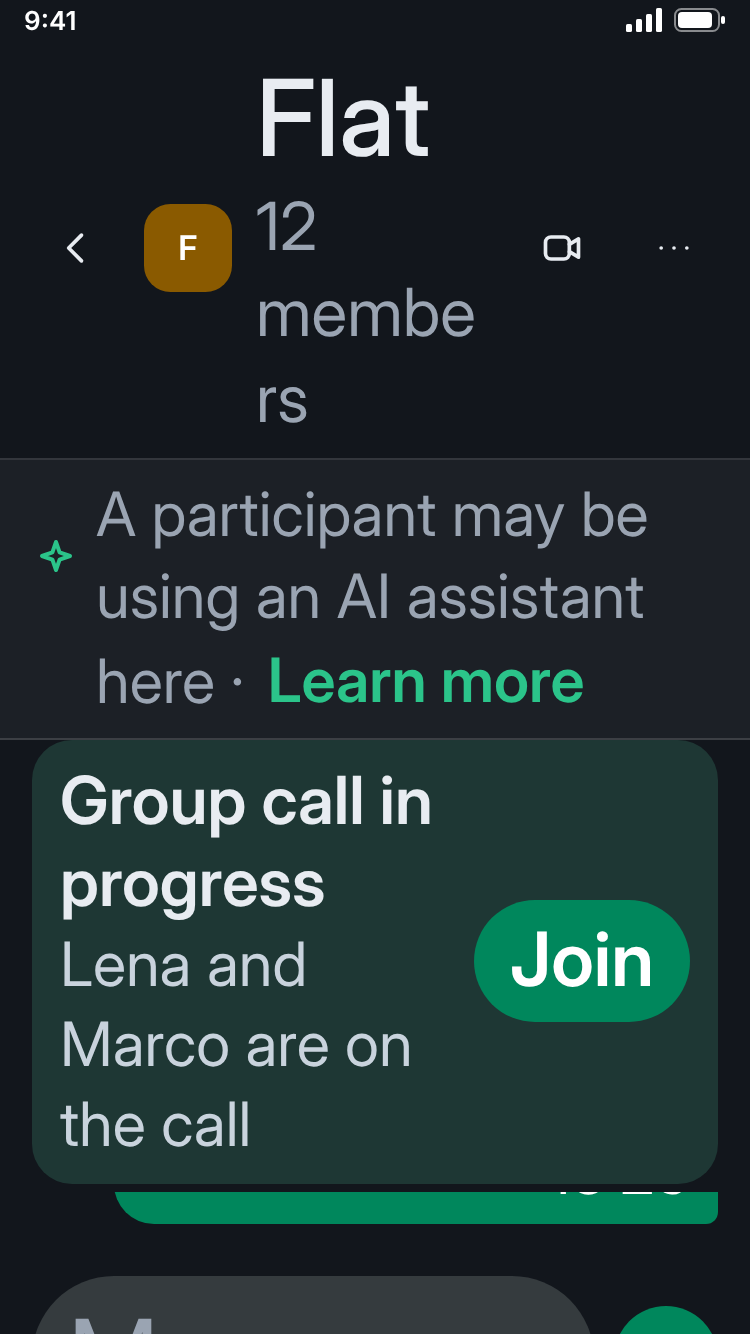 9:41
Flat
F
12
membe
rs
A participant may be
using an AI assistant
here · Learn more
Group call in
progress
Lena and
Marco are on
the call
Join